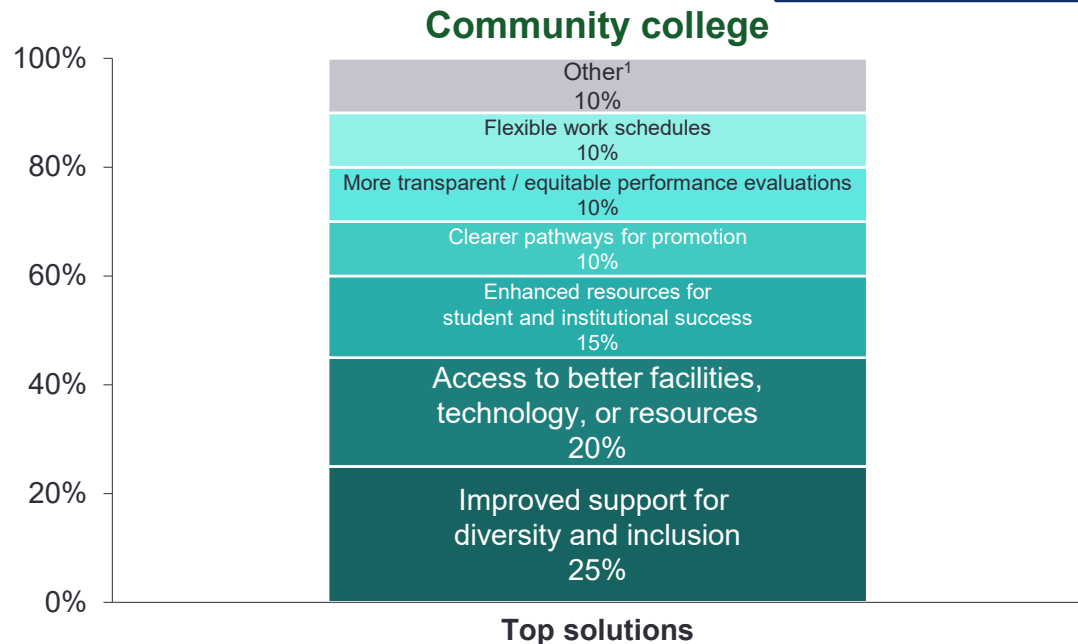 Community college
100%
80%
60%
40%
20%
0%
Other¹
10%
Flexible work schedules
10%
More transparent / equitable performance evaluations
10%
Clearer pathways for promotion
10%
Enhanced resources for
student and institutional success
15%
Access to better facilities,
technology, or resources
20%
Improved support for
diversity and inclusion
25%
Top solutions